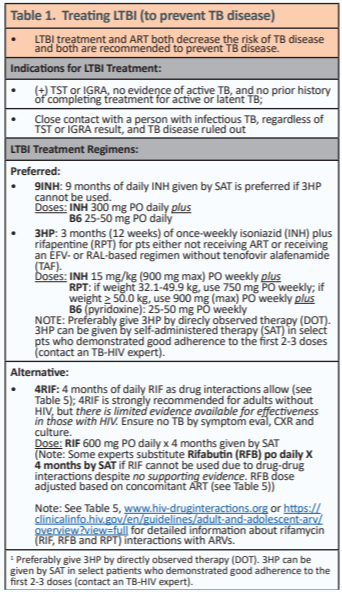 Table 1.  Treating LTBI (to prevent TB disease)
• LTBI treatment and ART both decrease the risk of TB disease
and both are recommended to prevent TB disease.
Indications for LTBI Treatment:
• (+) TST or IGRA, no evidence of active TB, and no prior history
of completing treatment for active or latent TB;
• Close contact with a person with infectious TB, regardless of
TST or IGRA result, and TB disease ruled out
LTBI Treatment Regimens:
Preferred:
• 9INH: 9 months of daily INH given by SAT is preferred if 3HP
cannot be used.
Doses: INH 300 mg PO daily plus
B6 25-50 mg PO daily
• 3HP: 3 months (12 weeks) of once-weekly isoniazid (INH) plus
rifapentine (RPT) for pts either not receiving ART or receiving
an EFV- or RAL-based regimen without tenofovir alafenamide
(TAF).
Doses: INH 15 mg/kg (900 mg max) PO weekly plus
RPT: if weight 32.1-49.9 kg, use 750 mg PO weekly; if
weight > 50.0 kg, use 900 mg (max) PO weekly plus
B6 (pyridoxine): 25-50 mg PO weekly
NOTE: Preferably give 3HP by direcly observed therapy (DOT).
3HP can be given by self-administered therapy (SAT) in select
pts who demonstrated good adherence to the first 2-3 doses
(contact an TB-HIV expert).
Alternative:
• 4RIF: 4 months of daily RIF as drug interactions allow (see
Table 5); 4RIF is strongly recommended for adults without
HIV, but there is limited evidence available for effectiveness
in those with HIV. Ensure no TB by symptom eval, CXR and
culture.
Dose: RIF 600 mg PO daily x 4 months given by SAT
(Note: Some experts substitute Rifabutin (RFB) po daily X
4 months by SAT if RIF cannot be used due to drug-drug
interactions despite no supporting evidence. RFB dose
adjusted based on concomitant ART (see Table 5))
Note: See Table 5, www.hiv-druginteractions.org or https://
clinicalinfo.hiv.gov/en/guidelines/adult-and-adolescent-arv/
overview?view=full for detailed information about rifamycin
(RIF, RFB and RPT) interactions with ARVs.
¹ Preferably give 3HP by directly observed therapy (DOT). 3HP can be
given by SAT in select patients who demonstrated good adherence to the
first 2-3 doses (contact an TB-HIV expert).